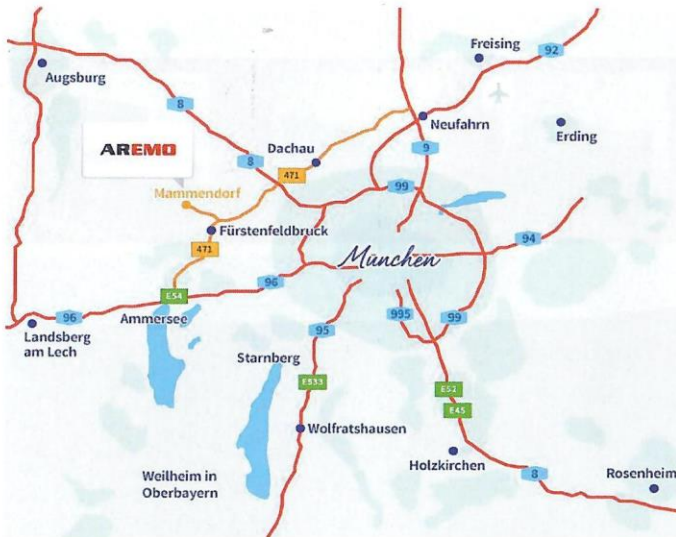 Freising
92
Augsburg
8
AREMO
Neufahrn
Erding
Dachau
9
8
471
99
Mammendorf
Fürstenfeldbruck
94
471
München
96
E54
96
Ammersee
95
995
99
Landsberg
am Lech
Starnberg
E533
E52
E45
Wolfratshausen
Holzkirchen
Weilheim in
Oberbayern
8
Rosenheim